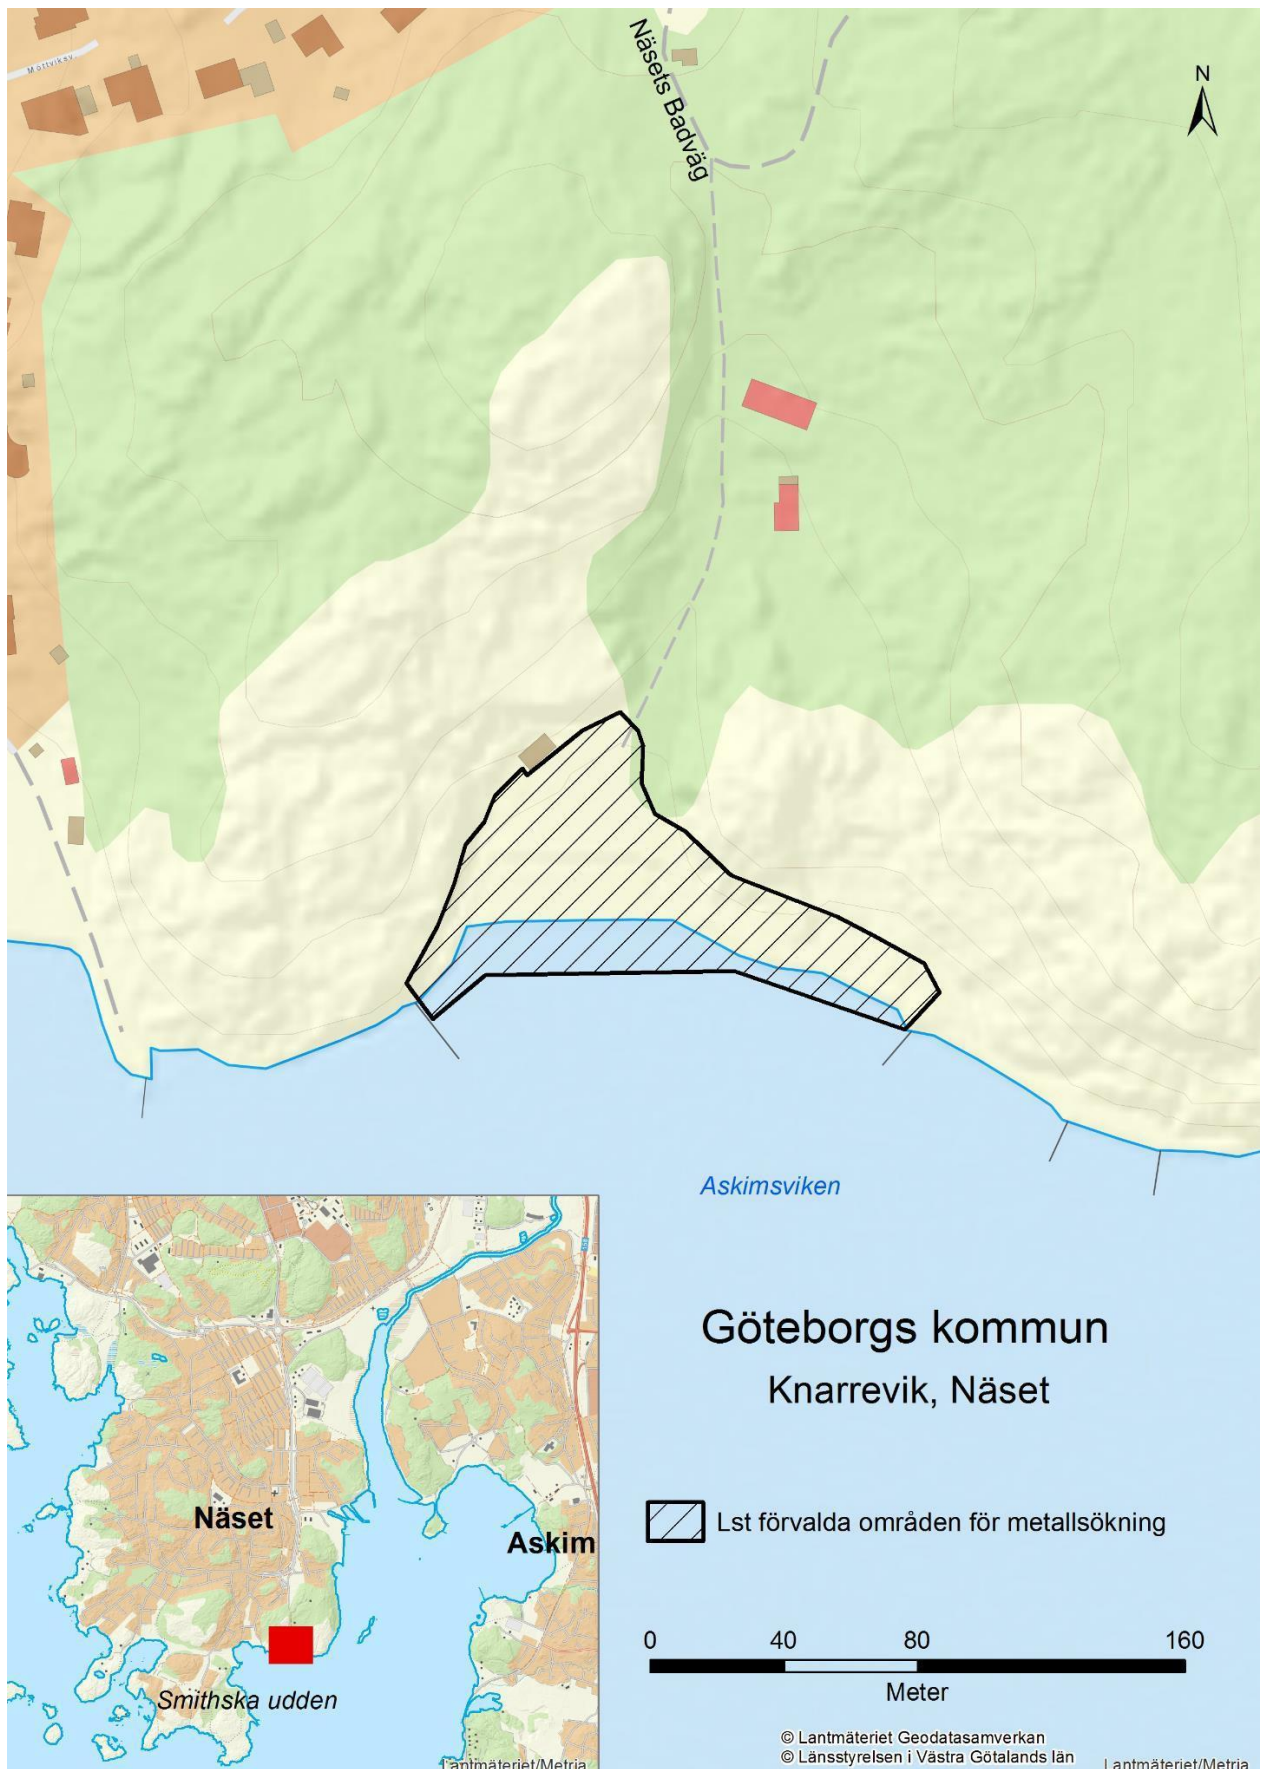 Möttvikav
Näsets Badväg
N
Askimsviken
Göteborgs kommun
Knarrevik, Näset
Lst förvalda områden för metallsökning
0 40 80 160
Meter
© Lantmäteriet Geodatasamverkan
© Länsstyrelsen i Västra Götalands län
Lantmäteriet/Metria
Näset
Askim
Smithska udden
Lantmäteriet/Metria